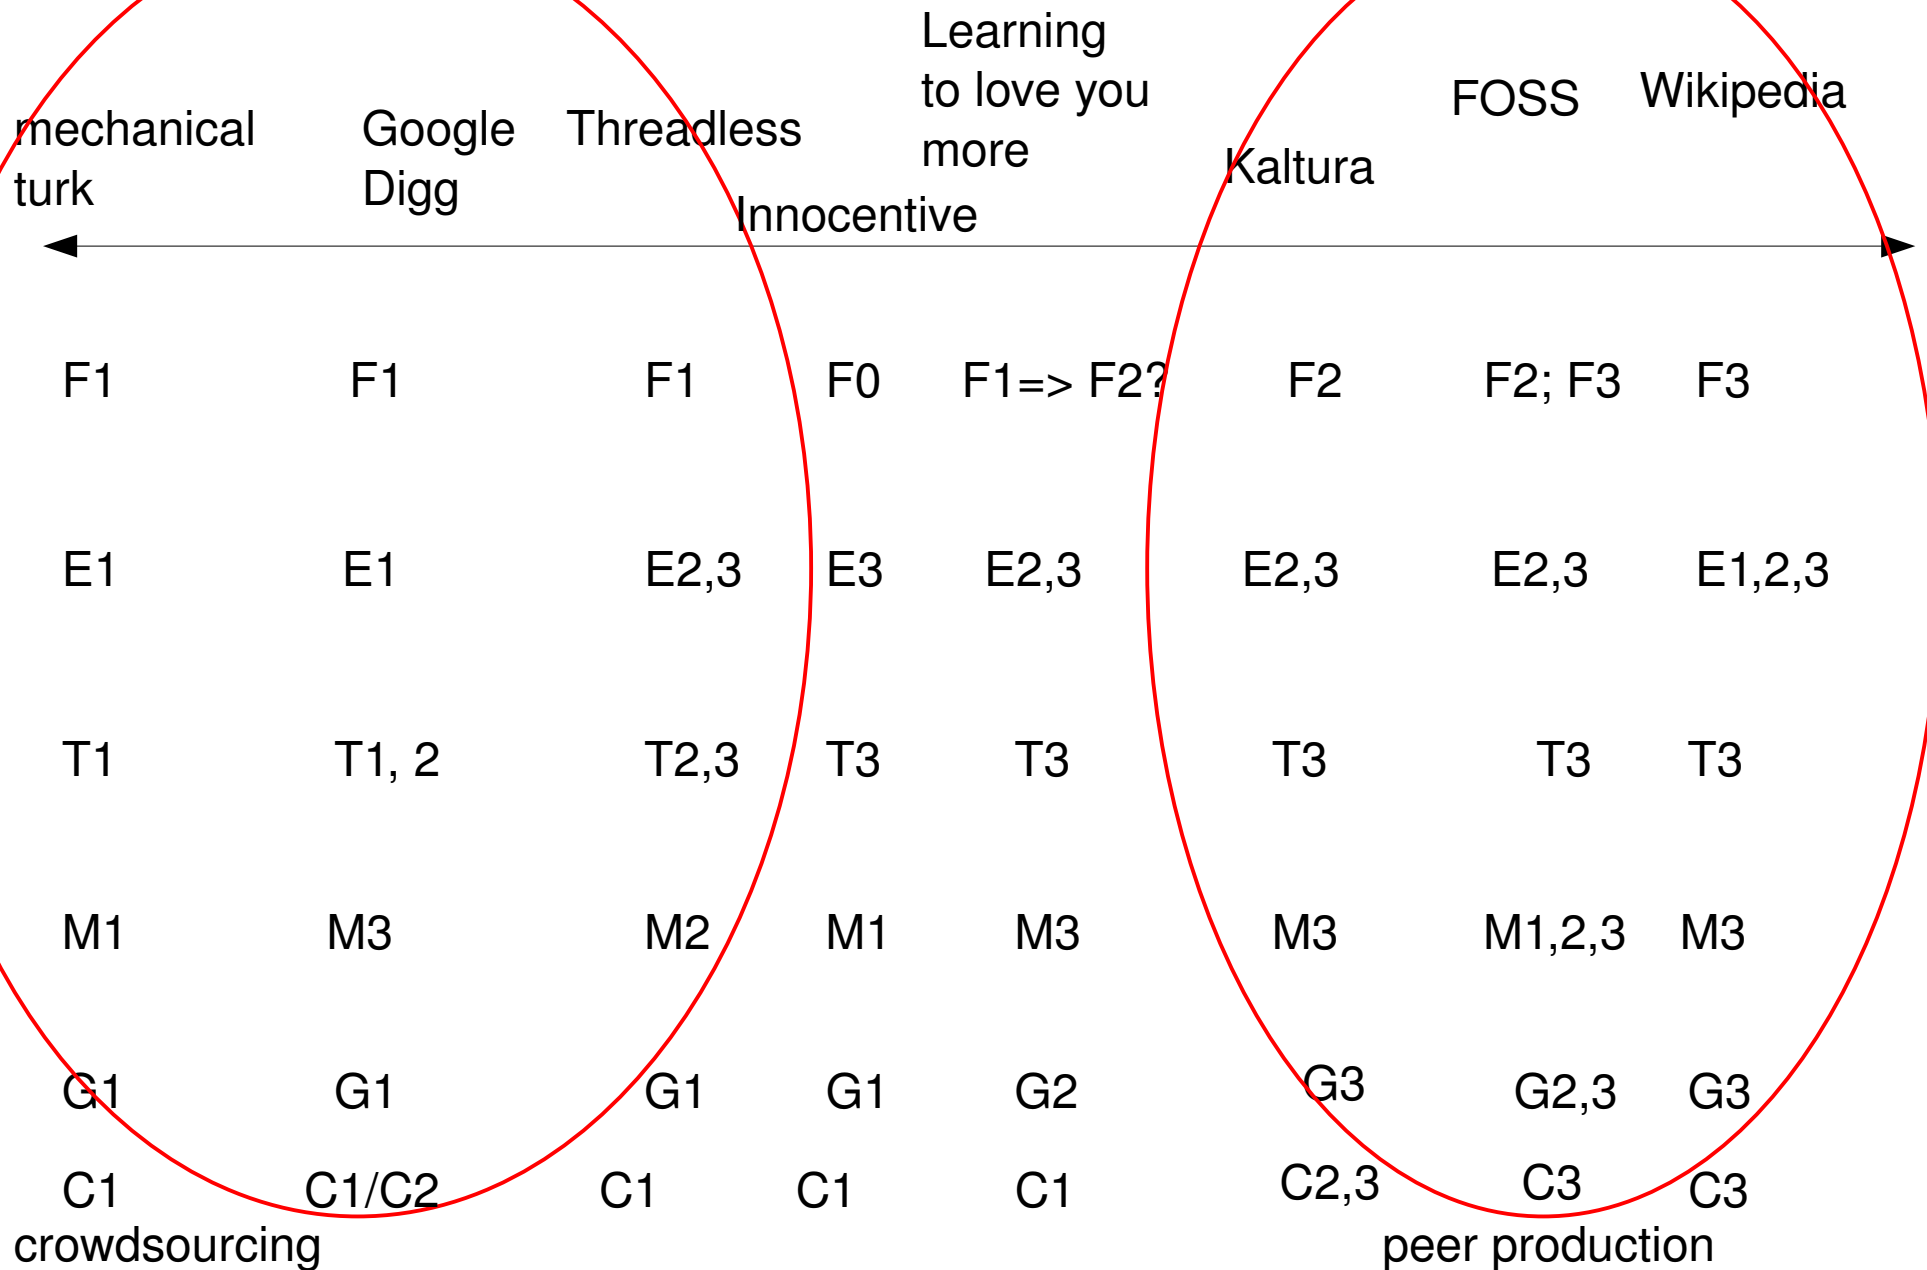 Learning
to love you
more
mechanical
turk
Google
Digg
Threadless
Innocentive
Kaltura
FOSS
Wikipedia
F1 F1 F1 F0 F1=> F2? F2 F2; F3 F3
E1 E1 E2,3 E3 E2,3 E2,3 E2,3 E1,2,3
T1 T1, 2 T2,3 T3 T3 T3 T3 T3
M1 M3 M2 M1 M3 M3 M1,2,3 M3
G1 G1 G1 G1 G2 G3 G2,3 G3
C1 C1/C2 C1 C1 C1 C2,3 C3 C3
crowdsourcing peer production